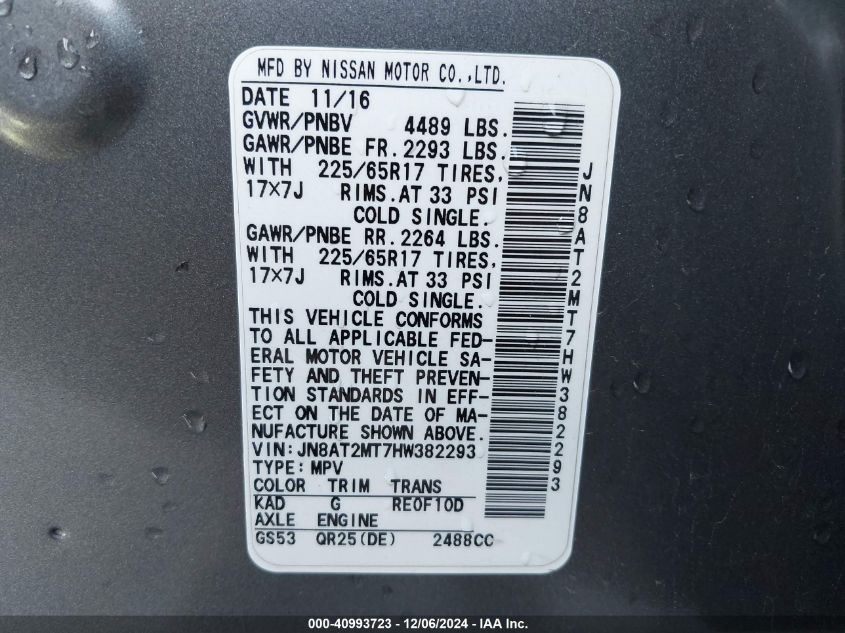 MFD BY NISSAN MOTOR CO.,LTD.
DATE 11/16
GVWR/PNBV 4489 LBS.
GAWR/PNBE FR. 2293 LBS.
WITH 225/65R17 TIRES,
17×7J RIMS.AT 33 PSI
COLD SINGLE.
GAWR/PNBE RR. 2264 LBS.
WITH 225/65R17 TIRES,
17×7J RIMS.AT 33 PSI
COLD SINGLE.
THIS VEHICLE CONFORMS
TO ALL APPLICABLE FED-
ERAL MOTOR VEHICLE SA-
FETY AND THEFT PREVEN-
TION STANDARDS IN EFF-
ECT ON THE DATE OF MA-
NUFACTURE SHOWN ABOVE.
VIN:JN8AT2MT7HW382293
TYPE:MPV
COLOR TRIM TRANS
KAD G RE0F10D
AXLE ENGINE
GS53 QR25(DE) 2488CC
JN8AT2MT7HW382293
000-40993723 - 12/06/2024 - IAA Inc.